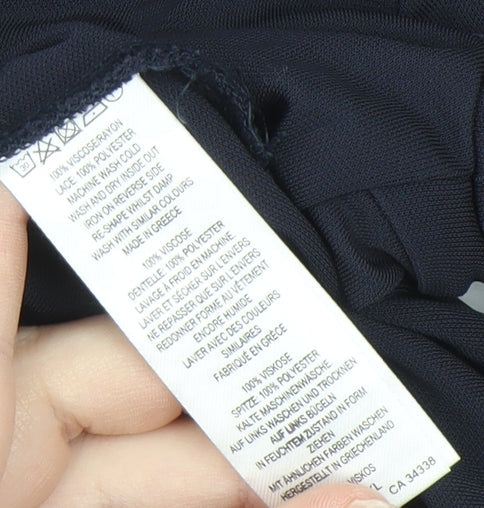 30
100% VISCOSE/RAYON
LACE 100% POLYESTER
MACHINE WASH COLD
WASH AND DRY INSIDE OUT
IRON ON REVERSE SIDE
RE-SHAPE WHILST DAMP
WASH WITH SIMILAR COLOURS
MADE IN GREECE
100% VISCOSE
DENTELLE: 100% POLYESTER
LAVAGE À FROID EN MACHINE
LAVER ET SÉCHER SUR L'ENVERS
NE REPASSER QUE SUR L'ENVERS
REDONNER FORME AU VÊTEMENT
ENCORE HUMIDE
LAVER AVEC DES COULEURS
SIMILAIRES
FABRIQUÉ EN GRÈCE
100% VISKOSE
SPITZE 100% POLYESTER
KALTE MASCHINENWÄSCHE
AUF LINKS WASCHEN UND TROCKNEN
AUF LINKS BÜGELN
IN FEUCHTEM ZUSTAND IN FORM
ZIEHEN
MIT ÄHNLICHEN FARBEN WASCHEN
HERGESTELLT IN GRIECHENLAND
MISKOS
CA 34338